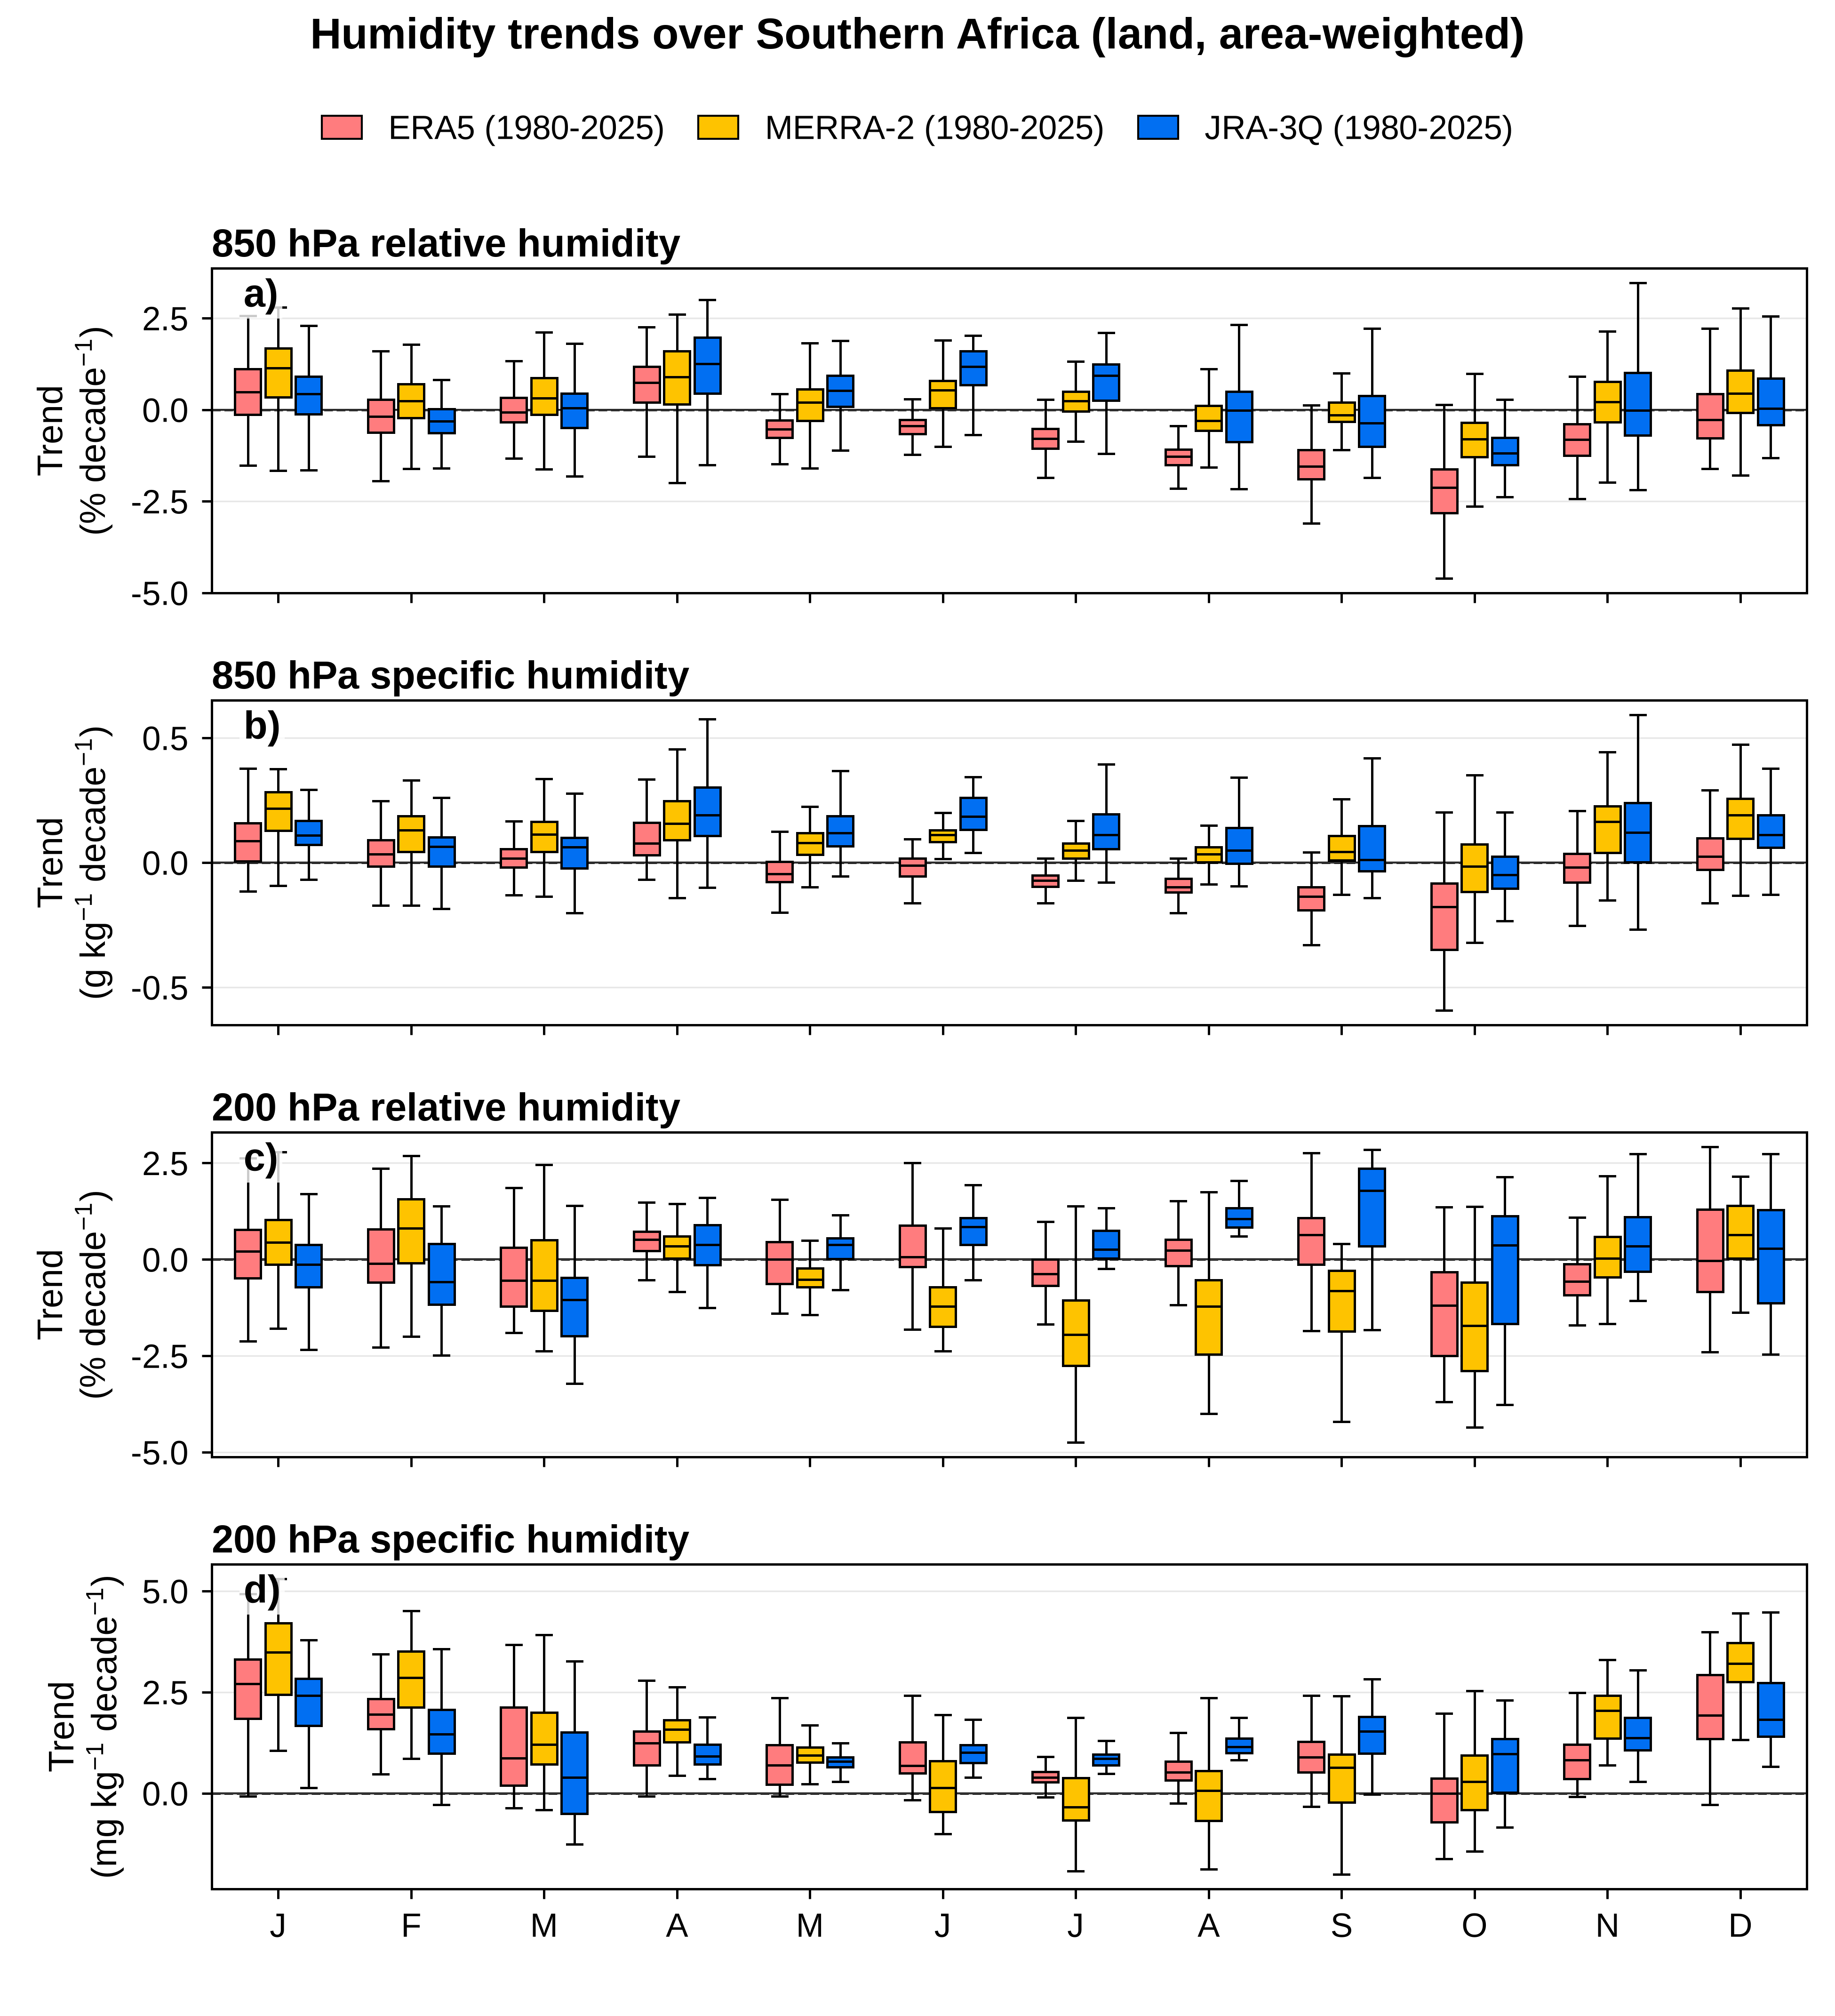 Humidity trends over Southern Africa (land, area-weighted)
ERA5 (1980-2025) MERRA-2 (1980-2025) JRA-3Q (1980-2025)
850 hPa relative humidity
a)
Trend
(% decade⁻¹)
2.5
0.0
-2.5
-5.0
850 hPa specific humidity
b)
Trend
(g kg⁻¹ decade⁻¹)
0.5
0.0
-0.5
200 hPa relative humidity
c)
Trend
(% decade⁻¹)
2.5
0.0
-2.5
-5.0
200 hPa specific humidity
d)
Trend
(mg kg⁻¹ decade⁻¹)
5.0
2.5
0.0
J F M A M J J A S O N D